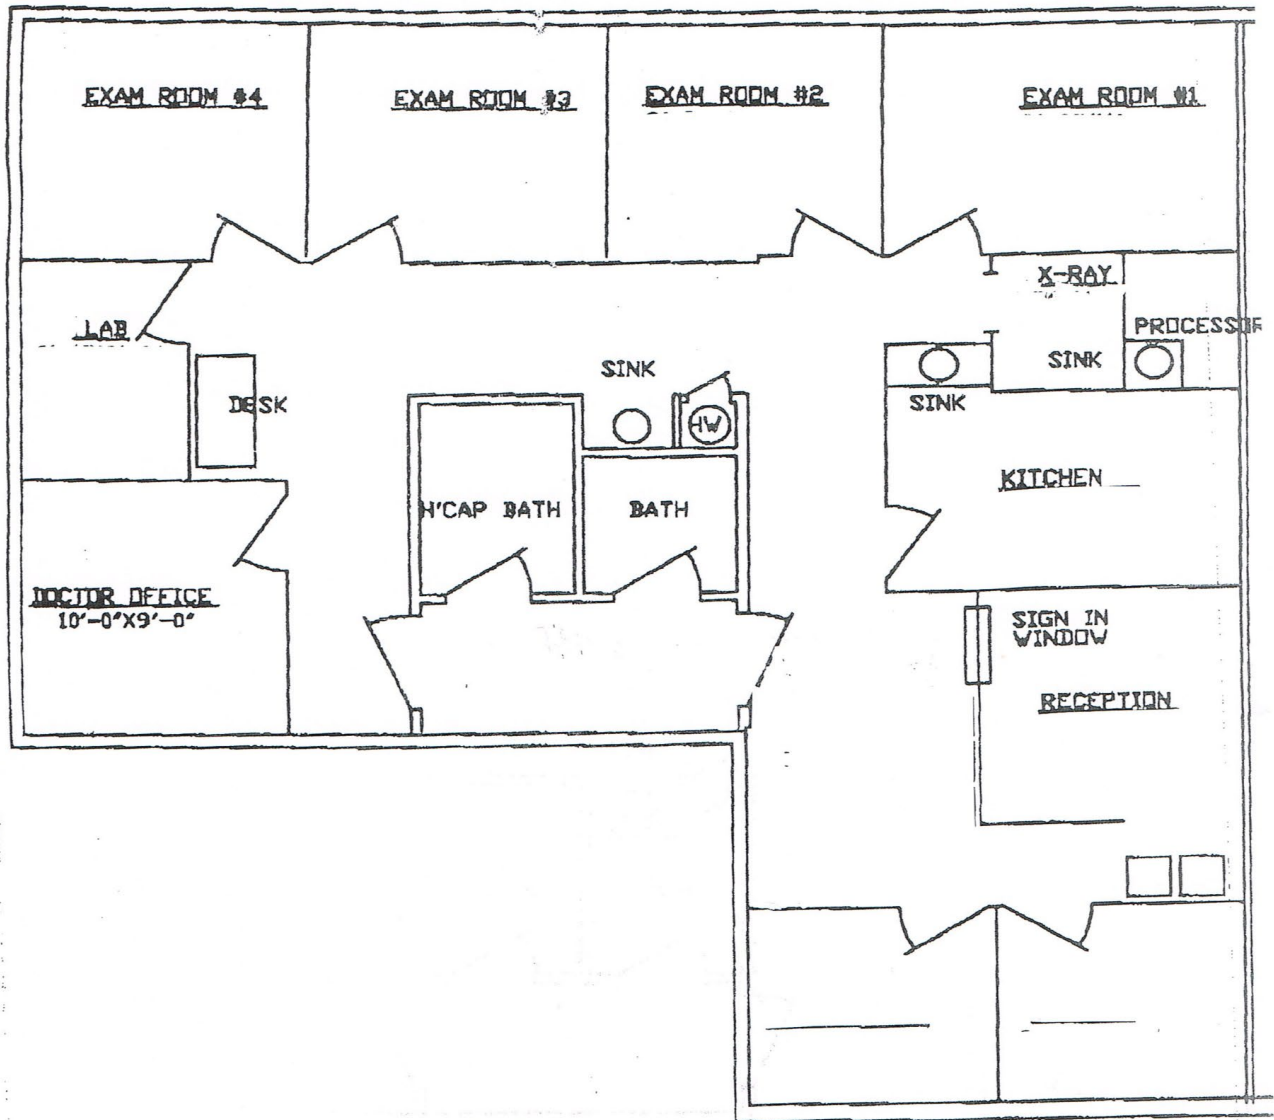 EXAM ROOM #4
EXAM ROOM #3
EXAM ROOM #2
EXAM ROOM #1
X-RAY
LAB
PROCESSOR
SINK
SINK
DESK
SINK
HW
KITCHEN
H'CAP BATH
BATH
DOCTOR OFFICE
10'-0"X9'-0"
SIGN IN
WINDOW
RECEPTION